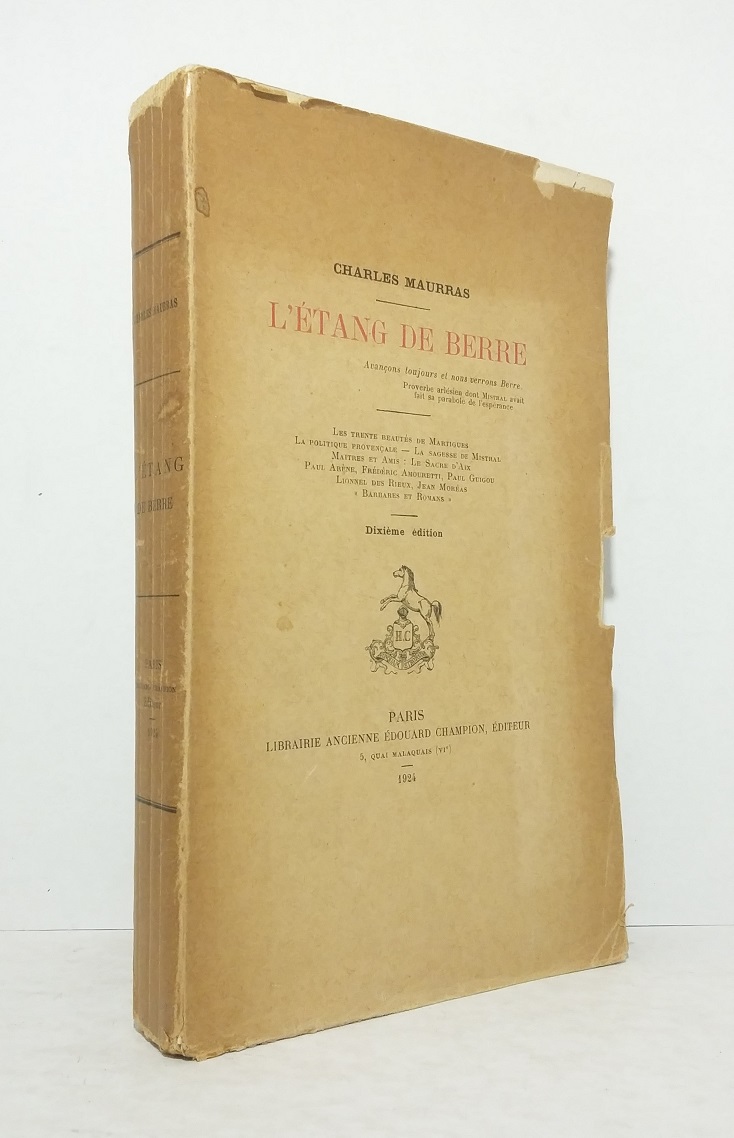 CHARLES MAURRAS
L'ÉTANG DE BERRE
Avançons toujours et nous verrons Berre.
Proverbe arlésien dont MISTRAL avait
fait sa parabole de l'espérance
LES TRENTE BEAUTÉS DE MARTIGUES
LA POLITIQUE PROVENÇALE — LA SAGESSE DE MISTRAL
MAITRES ET AMIS : LE SACRE D'AIX
PAUL ARÈNE, FRÉDÉRIC AMOURETTI, PAUL GUIGOU
LIONNEL DES RIEUX, JEAN MORÉAS
« BARBARES ET ROMANS »
Dixième édition
H.C
PARIS
LIBRAIRIE ANCIENNE ÉDOUARD CHAMPION, ÉDITEUR
5, QUAI MALAQUAIS (VIe)
1924
CHARLES MAURRAS
ÉTANG
DE BERRE
PARIS